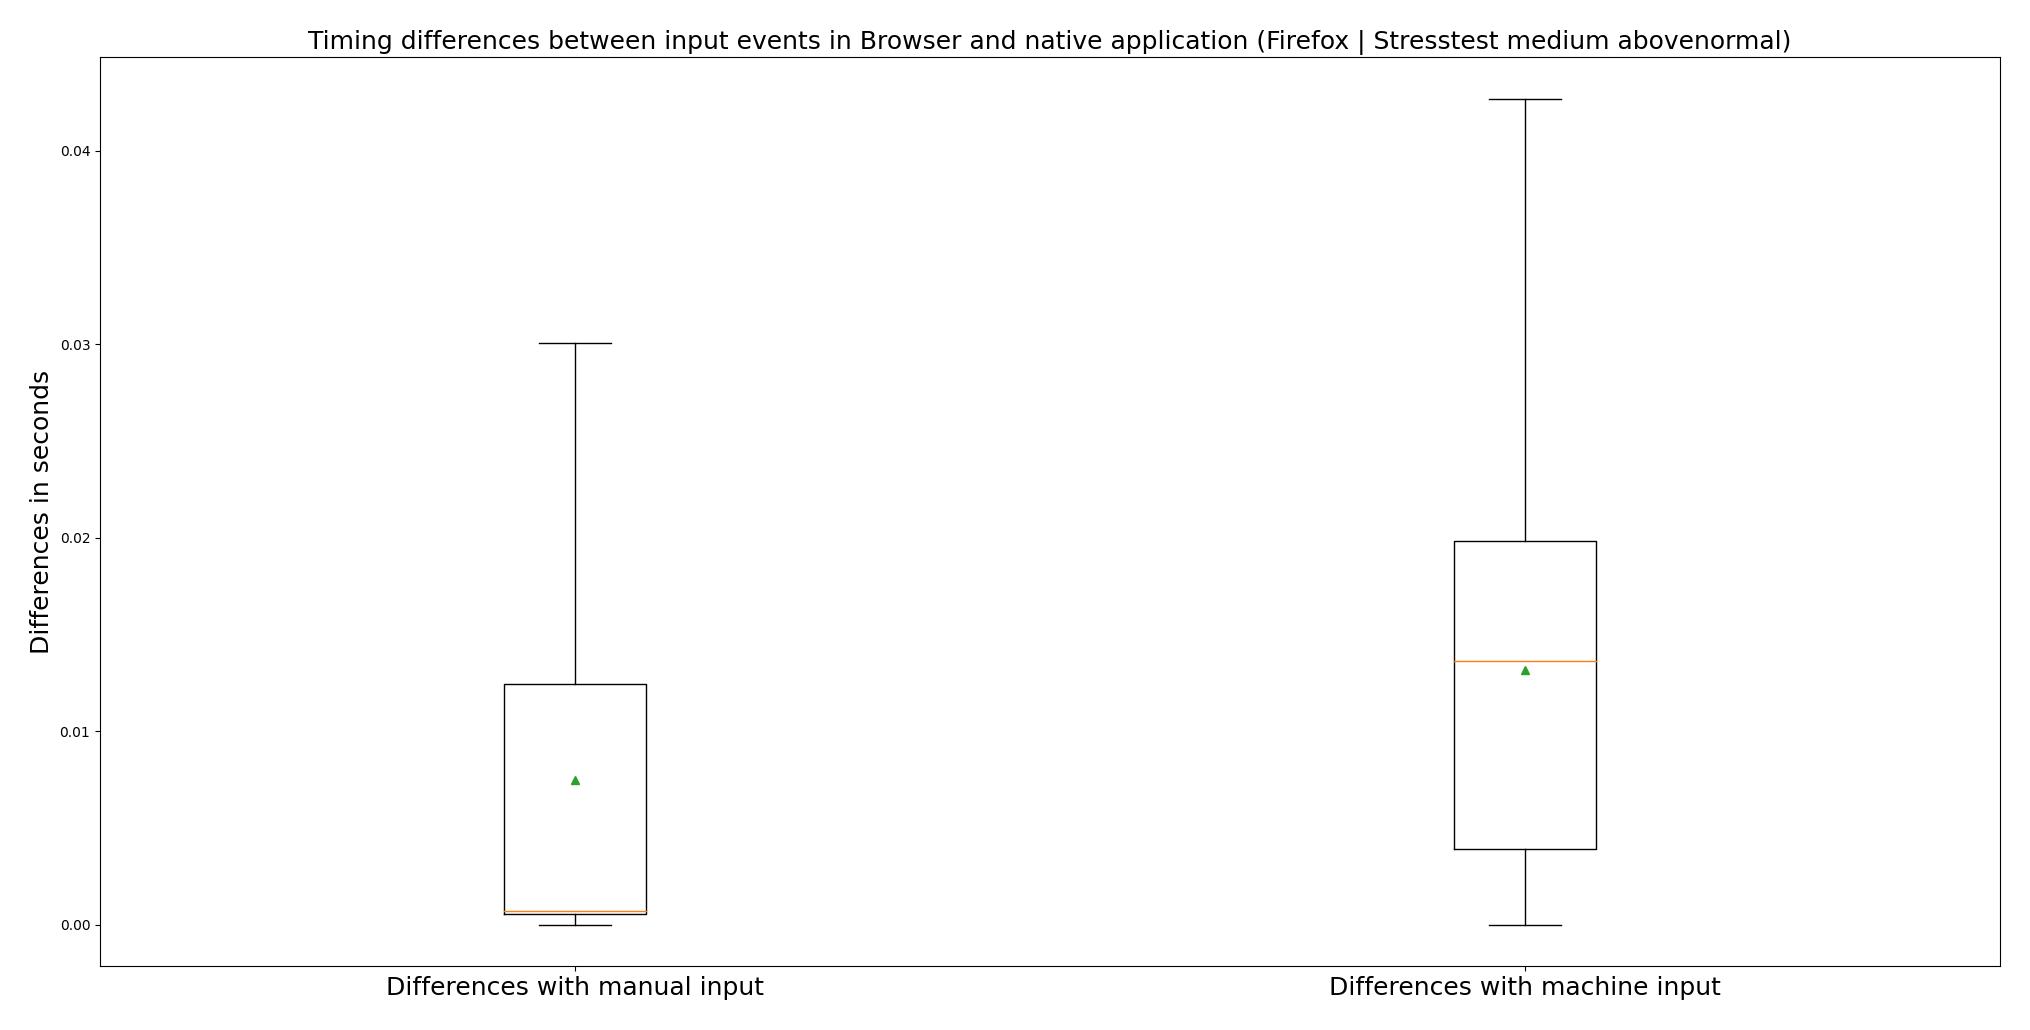 Timing differences between input events in Browser and native application (Firefox | Stresstest medium abovenormal)
Differences in seconds
0.04
0.03
0.02
0.01
0.00
Differences with manual input
Differences with machine input